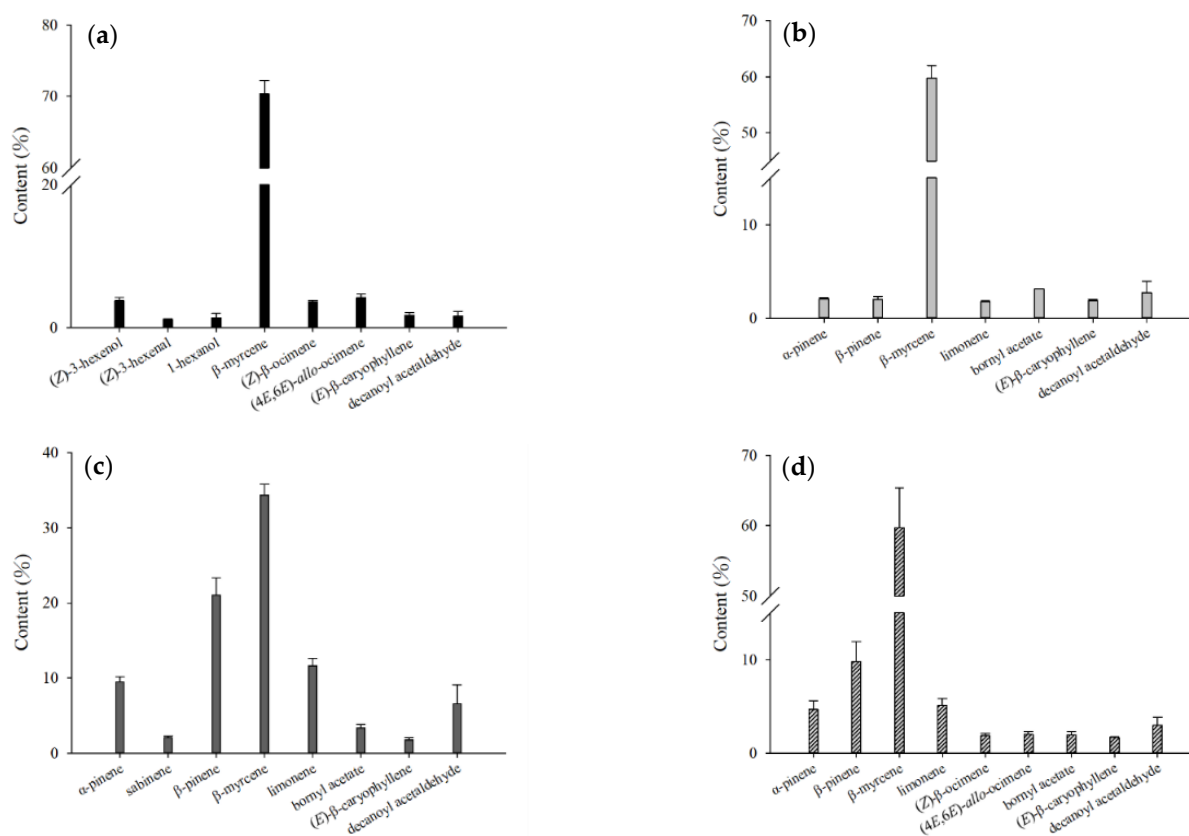 (a)
80
70
60
20
0
Content (%)
(Z)-3-hexenol
(Z)-3-hexenal
1-hexanol
β-myrcene
(Z)-β-ocimene
(4E,6E)-allo-ocimene
(E)-β-caryophyllene
decanoyl acetaldehyde
(b)
70
60
50
10
0
Content (%)
α-pinene
β-pinene
β-myrcene
limonene
bornyl acetate
(E)-β-caryophyllene
decanoyl acetaldehyde
(c)
40
30
20
10
0
Content (%)
α-pinene
sabinene
β-pinene
β-myrcene
limonene
bornyl acetate
(E)-β-caryophyllene
decanoyl acetaldehyde
(d)
70
60
50
10
0
Content (%)
α-pinene
β-pinene
β-myrcene
limonene
(Z)-β-ocimene
(4E,6E)-allo-ocimene
bornyl acetate
(E)-β-caryophyllene
decanoyl acetaldehyde